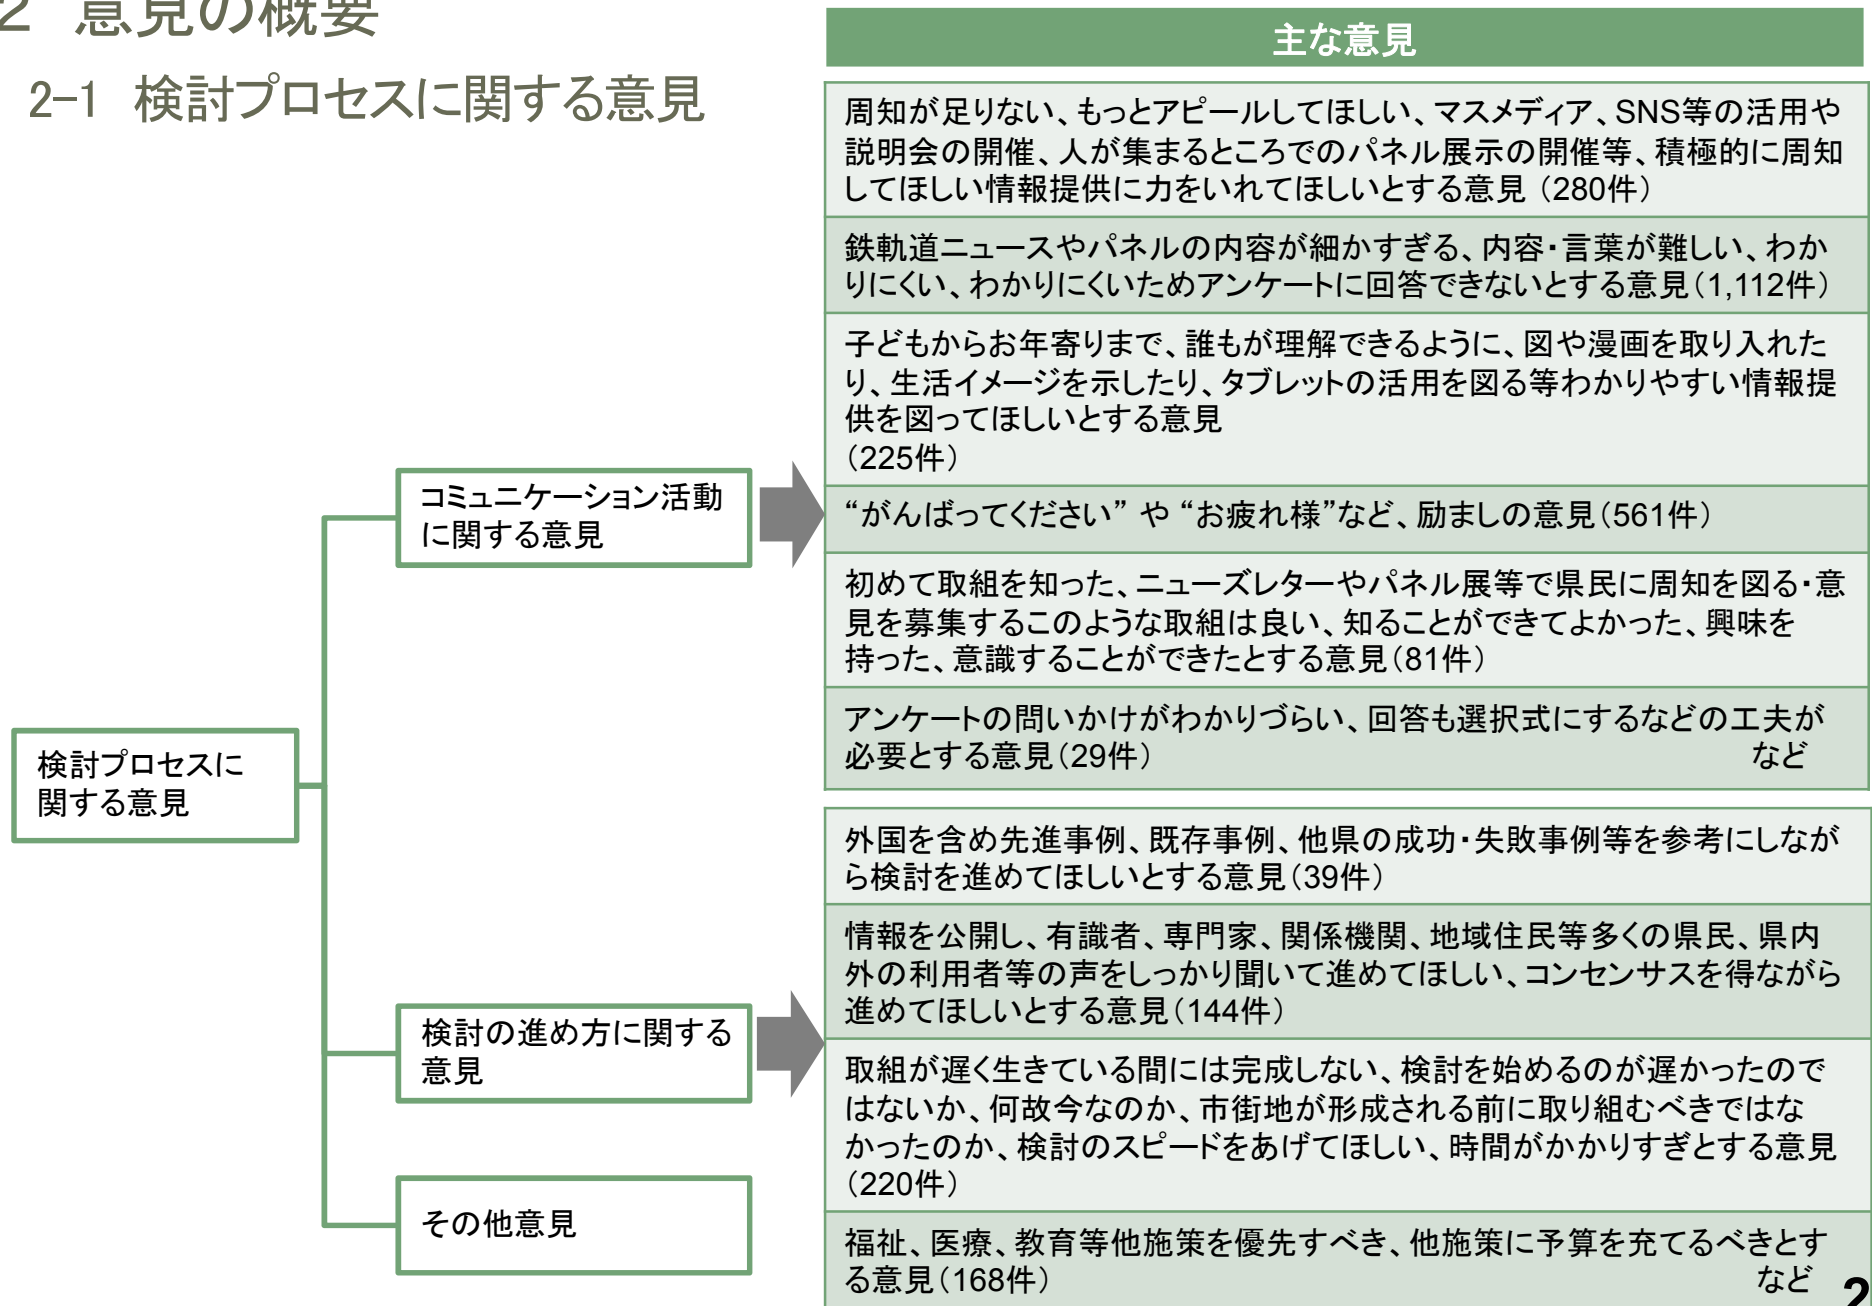 2 意見の概要
2-1 検討プロセスに関する意見
主な意見
周知が足りない、もっとアピールしてほしい、マスメディア、SNS等の活用や
説明会の開催、人が集まるところでのパネル展示の開催等、積極的に周知
してほしい情報提供に力をいれてほしいとする意見（280件）
鉄軌道ニュースやパネルの内容が細かすぎる、内容・言葉が難しい、わか
りにくい、わかりにくいためアンケートに回答できないとする意見（1,112件）
子どもからお年寄りまで、誰もが理解できるように、図や漫画を取り入れた
り、生活イメージを示したり、タブレットの活用を図る等わかりやすい情報提
供を図ってほしいとする意見
（225件）
コミュニケーション活動
に関する意見
“がんばってください” や “お疲れ様”など、励ましの意見（561件）
初めて取組を知った、ニューズレターやパネル展等で県民に周知を図る・意
見を募集するこのような取組は良い、知ることができてよかった、興味を
持った、意識することができたとする意見（81件）
アンケートの問いかけがわかりづらい、回答も選択式にするなどの工夫が
必要とする意見（29件） など
検討プロセスに
関する意見
外国を含め先進事例、既存事例、他県の成功・失敗事例等を参考にしなが
ら検討を進めてほしいとする意見（39件）
情報を公開し、有識者、専門家、関係機関、地域住民等多くの県民、県内
外の利用者等の声をしっかり聞いて進めてほしい、コンセンサスを得ながら
進めてほしいとする意見（144件）
検討の進め方に関する
意見
取組が遅く生きている間には完成しない、検討を始めるのが遅かったので
はないか、何故今なのか、市街地が形成される前に取り組むべきではな
かったのか、検討のスピードをあげてほしい、時間がかかりすぎとする意見
（220件）
その他意見
福祉、医療、教育等他施策を優先すべき、他施策に予算を充てるべきとす
る意見（168件） など
2